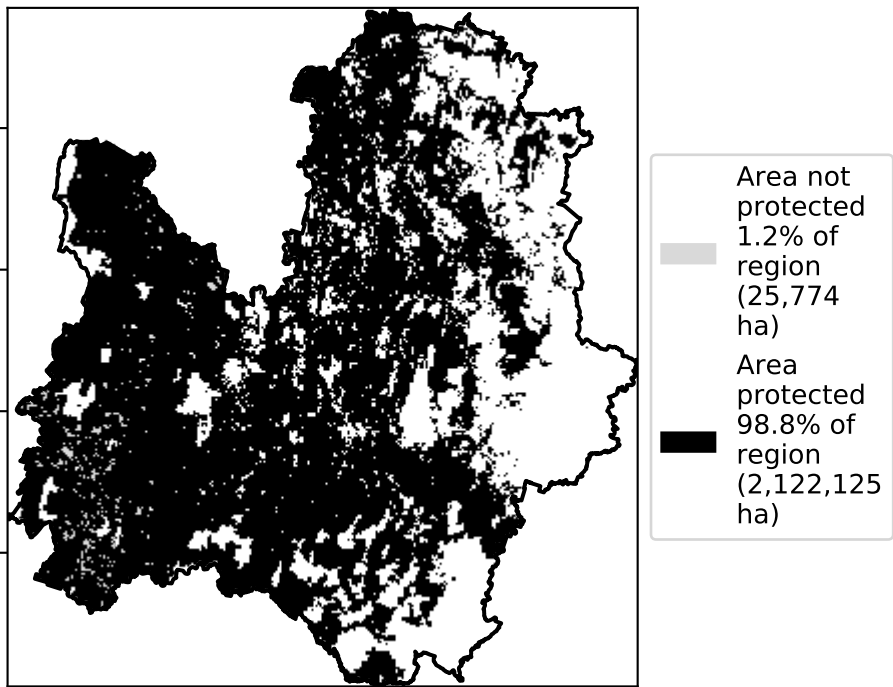 Area not
protected
1.2% of
region
(25,774
ha)
Area
protected
98.8% of
region
(2,122,125
ha)